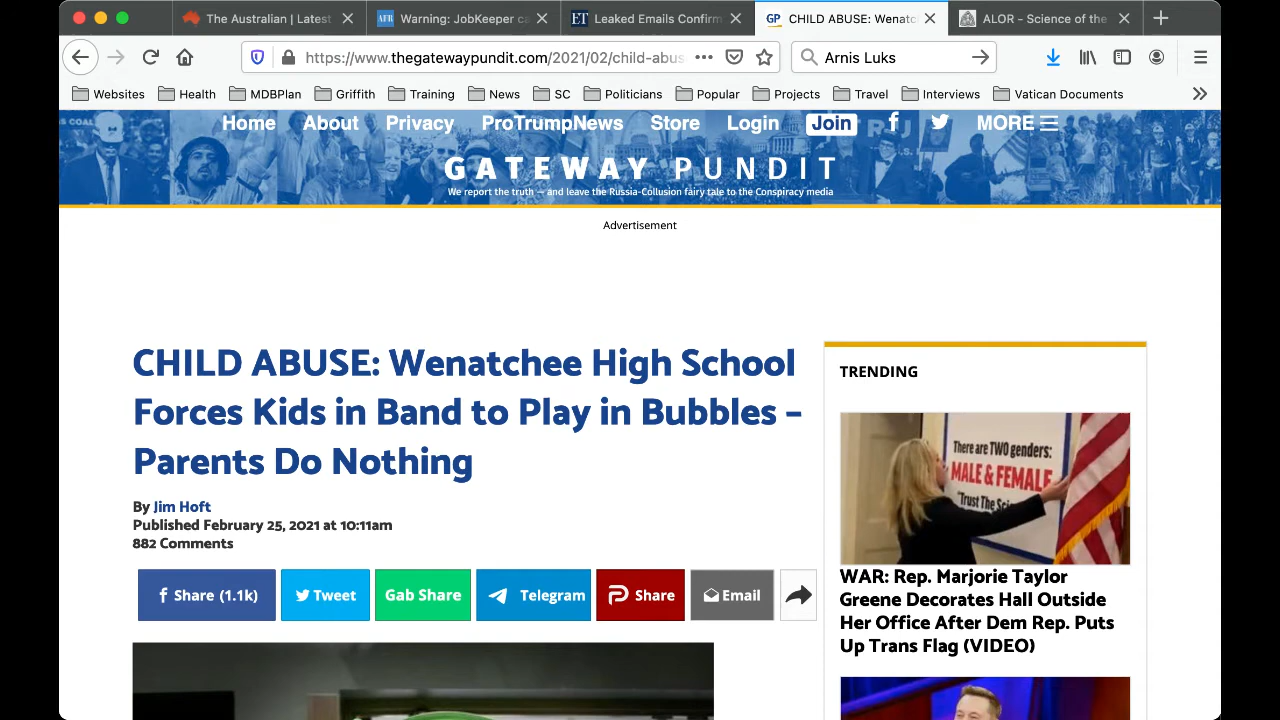 The Australian | Latest
Warning: JobKeeper ca
Leaked Emails Confirm
CHILD ABUSE: Wenatc
ALOR - Science of the
https://www.thegatewaypundit.com/2021/02/child-abus
Arnis Luks
Websites Health MDBPlan Griffith Training News SC Politicians Popular Projects Travel Interviews Vatican Documents
Home About Privacy ProTrumpNews Store Login Join MORE
GATEWAY PUNDIT
We report the truth — and leave the Russia-Collusion fairy tale to the Conspiracy media
Advertisement
CHILD ABUSE: Wenatchee High School
Forces Kids in Band to Play in Bubbles –
Parents Do Nothing
By Jim Hoft
Published February 25, 2021 at 10:11am
882 Comments
Share (1.1k)
Tweet
Gab Share
Telegram
Share
Email
TRENDING
There are TWO genders:
MALE & FEMALE
"Trust The Sci
WAR: Rep. Marjorie Taylor
Greene Decorates Hall Outside
Her Office After Dem Rep. Puts
Up Trans Flag (VIDEO)